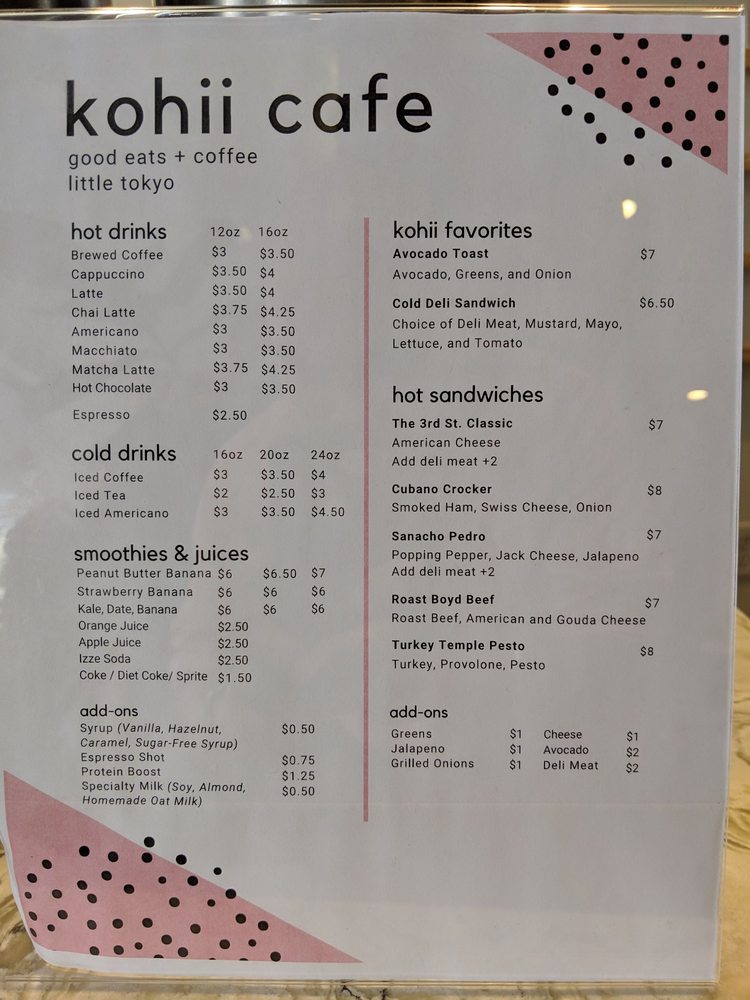 kohii cafe
good eats + coffee
little tokyo
hot drinks 12oz 16oz
Brewed Coffee $3 $3.50
Cappuccino $3.50 $4
Latte $3.50 $4
Chai Latte $3.75 $4.25
Americano $3 $3.50
Macchiato $3 $3.50
Matcha Latte $3.75 $4.25
Hot Chocolate $3 $3.50
Espresso $2.50
cold drinks 16oz 20oz 24oz
Iced Coffee $3 $3.50 $4
Iced Tea $2 $2.50 $3
Iced Americano $3 $3.50 $4.50
smoothies & juices
Peanut Butter Banana $6 $6.50 $7
Strawberry Banana $6 $6 $6
Kale, Date, Banana $6 $6 $6
Orange Juice $2.50
Apple Juice $2.50
Izze Soda $2.50
Coke / Diet Coke/ Sprite $1.50
add-ons
Syrup (Vanilla, Hazelnut, $0.50
Caramel, Sugar-Free Syrup)
Espresso Shot $0.75
Protein Boost $1.25
Specialty Milk (Soy, Almond, $0.50
Homemade Oat Milk)
kohii favorites
Avocado Toast $7
Avocado, Greens, and Onion
Cold Deli Sandwich $6.50
Choice of Deli Meat, Mustard, Mayo,
Lettuce, and Tomato
hot sandwiches
The 3rd St. Classic $7
American Cheese
Add deli meat +2
Cubano Crocker $8
Smoked Ham, Swiss Cheese, Onion
Sanacho Pedro $7
Popping Pepper, Jack Cheese, Jalapeno
Add deli meat +2
Roast Boyd Beef $7
Roast Beef, American and Gouda Cheese
Turkey Temple Pesto $8
Turkey, Provolone, Pesto
add-ons
Greens $1 Cheese $1
Jalapeno $1 Avocado $2
Grilled Onions $1 Deli Meat $2